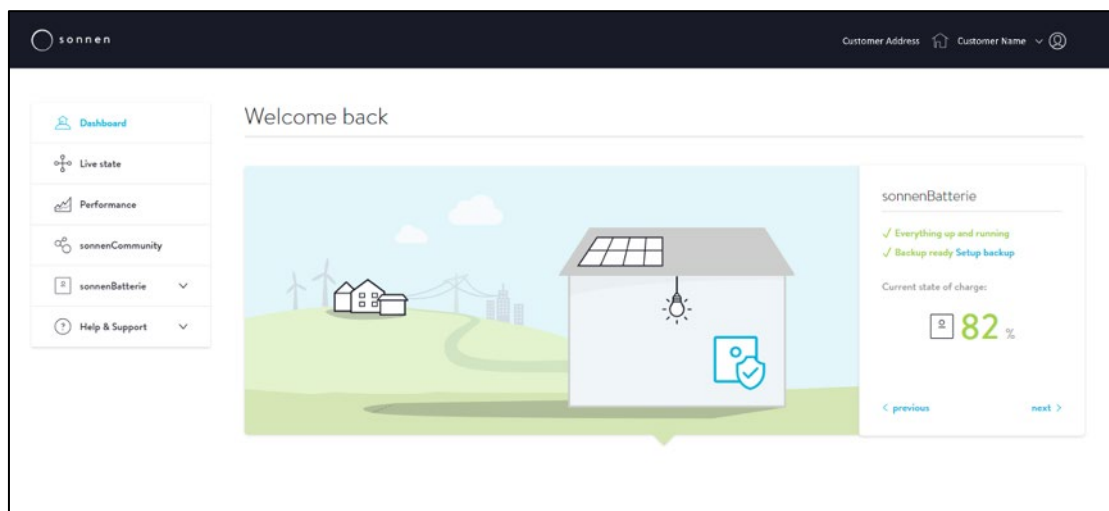 sonnen
Customer Address
Customer Name
Dashboard
Live state
Performance
sonnenCommunity
sonnenBatterie
Help & Support
Welcome back
sonnenBatterie
Everything up and running
Backup ready Setup backup
Current state of charge:
82 %
< previous
next >